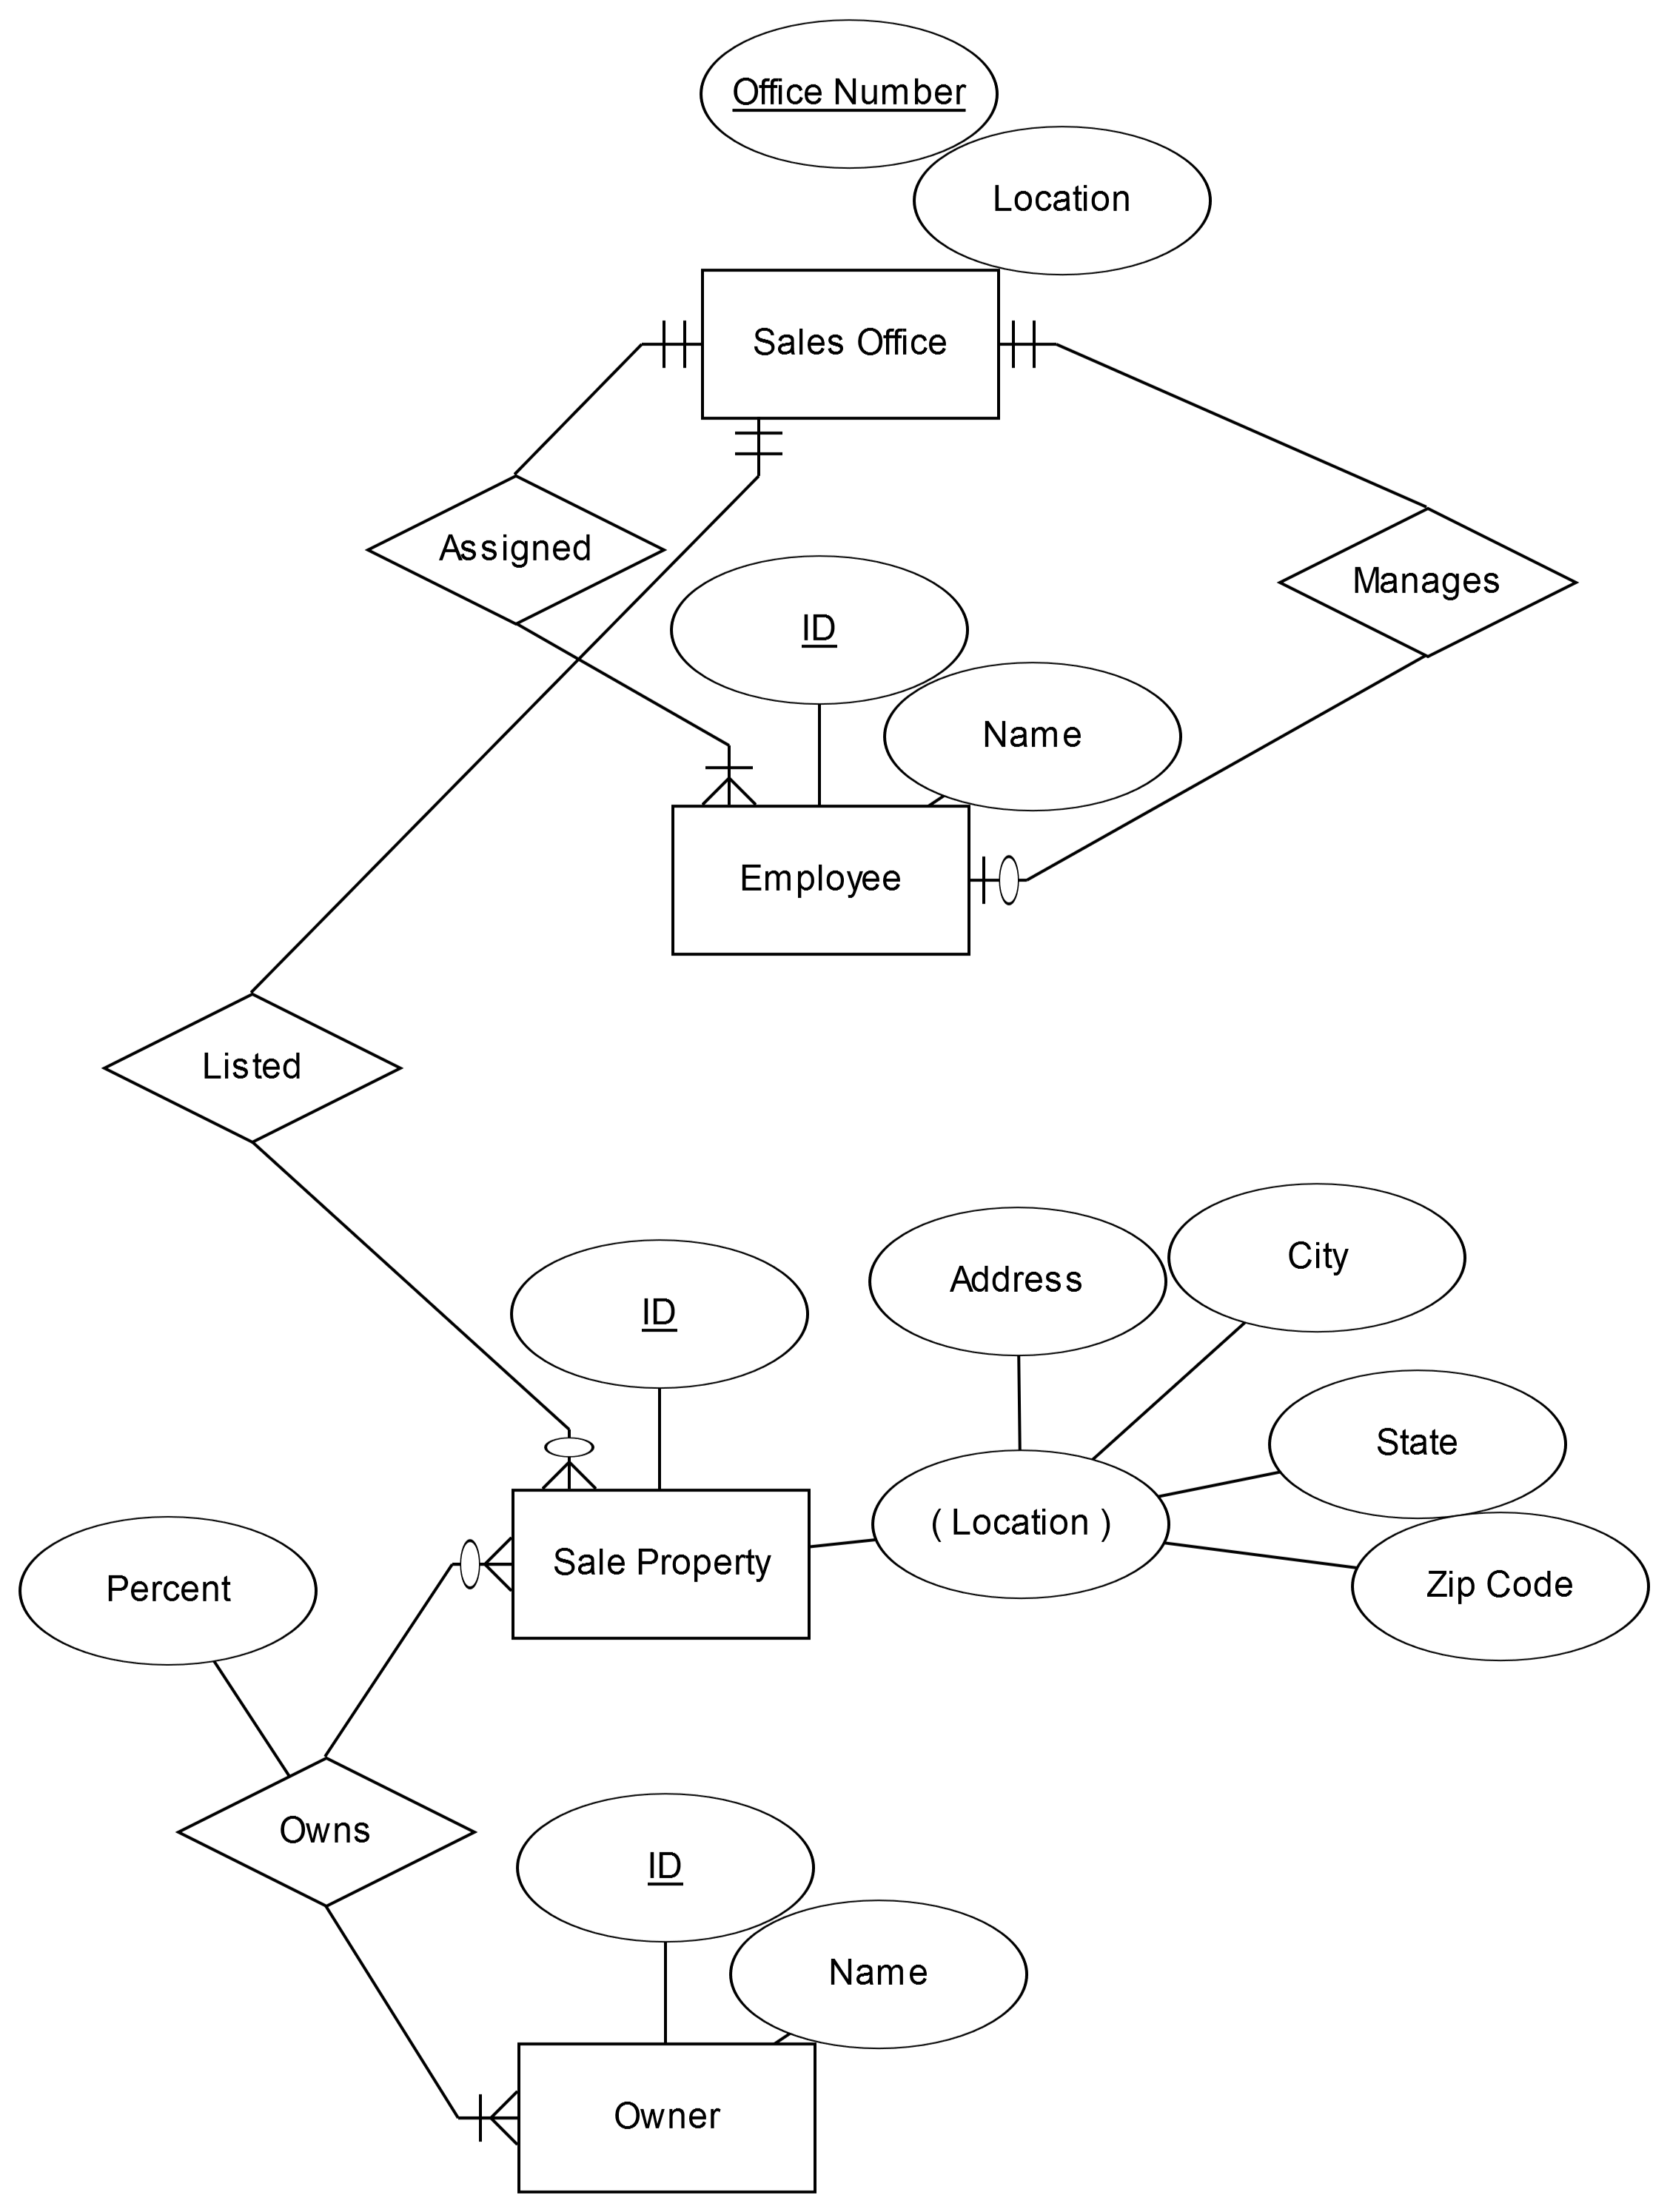 Office Number
Location
Sales Office
Assigned
Manages
ID
Name
Employee
Listed
Address
City
ID
State
( Location )
Sale Property
Zip Code
Percent
Owns
ID
Name
Owner